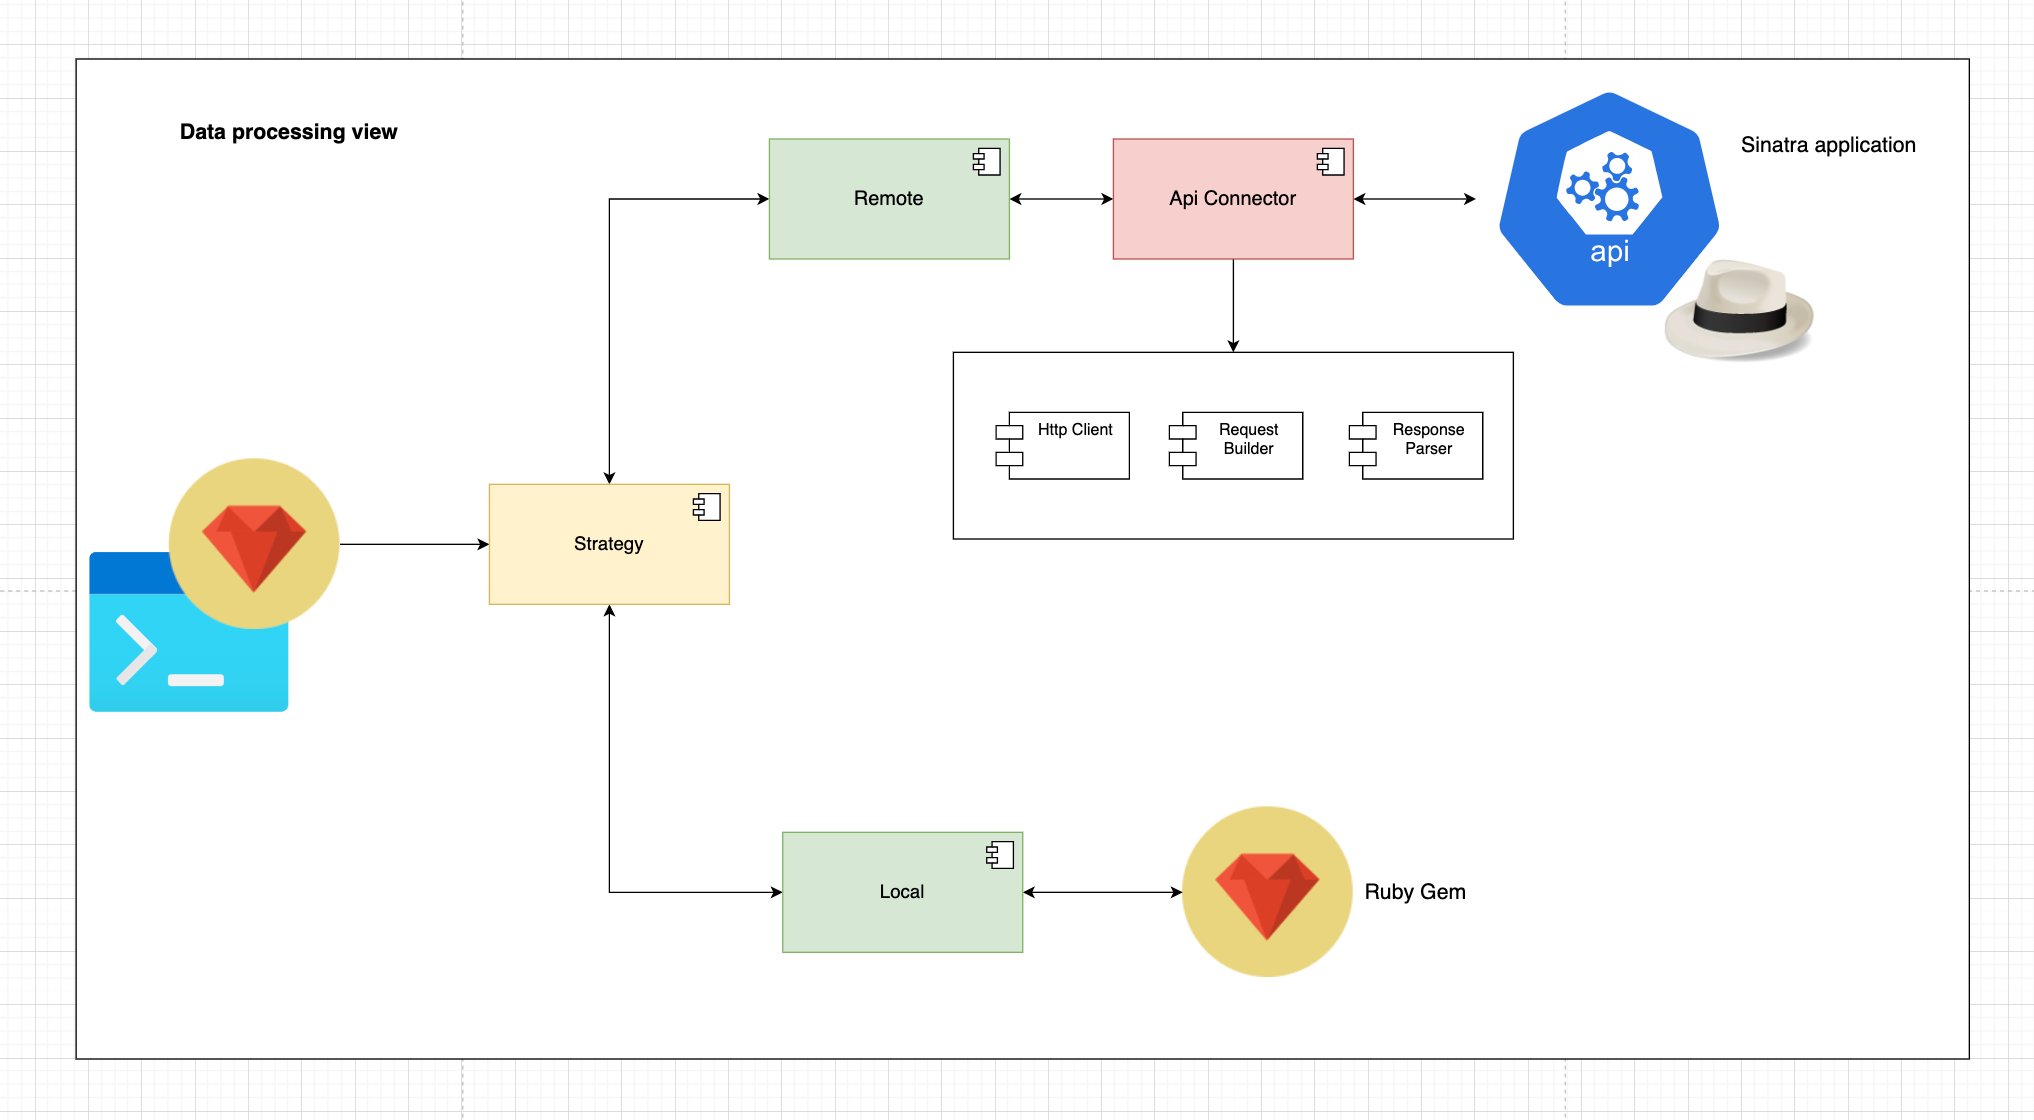 Data processing view
Remote
Api Connector
api
Sinatra application
Http Client
Request
Builder
Response
Parser
Strategy
Local
Ruby Gem